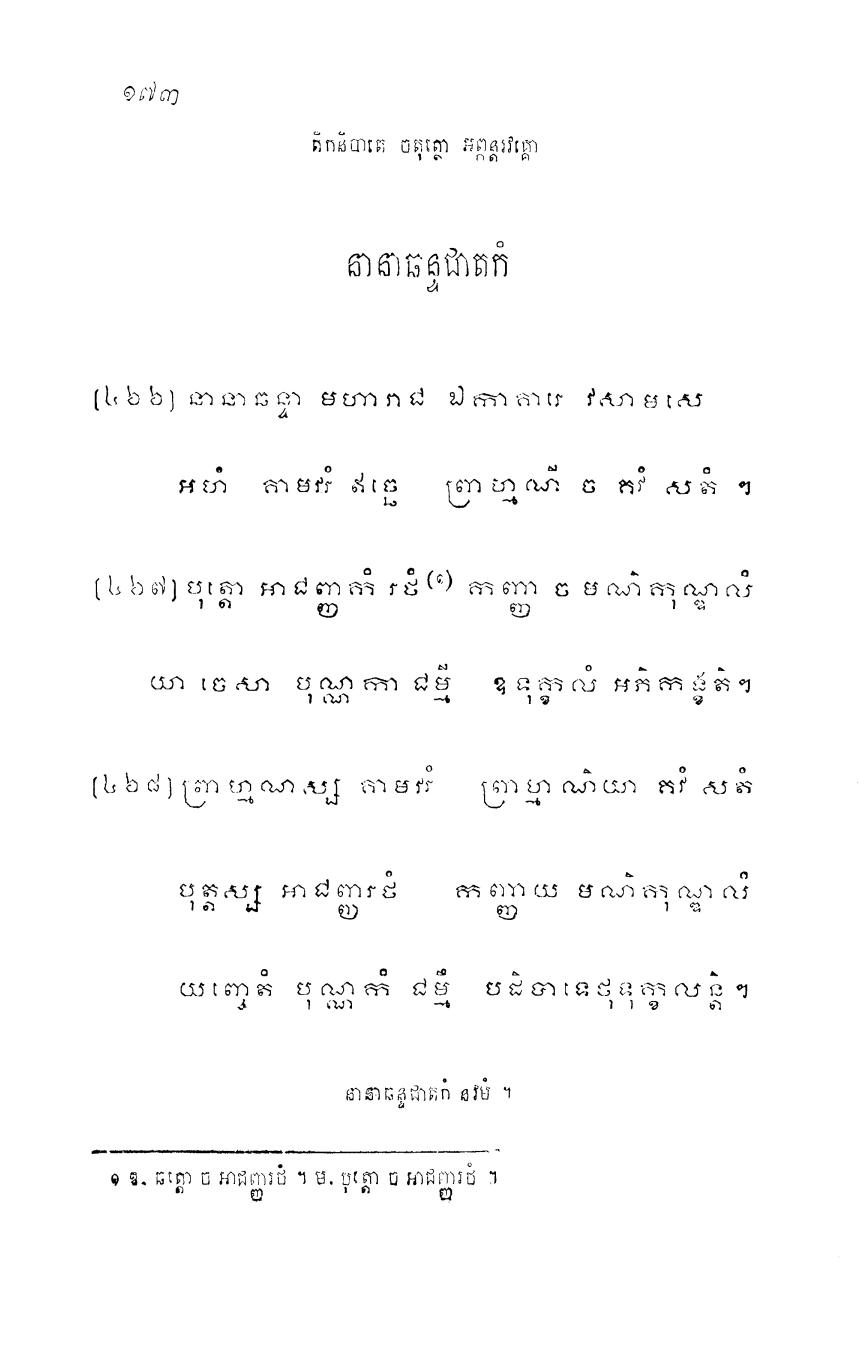 ១៧៣
តិកនិបាតេ ចតុត្ថោ អព្ភន្តរវគ្គោ
នានាឆន្ទជាតកំ
[៤៦៦] នានាឆន្ទា មហារាជ ឯកាគារេ វសាមសេ
អហំ គាមវរំ ឥច្ឆេ ព្រាហ្មណី ច គវំ សតំ ៗ
[៤៦៧] បុត្តោ អាជញ្ញកំ រថំ(១) កញ្ញា ច មណិកុណ្ឌលំ
យា ចេសា បុណ្ណកា ជម្មី ឧទុក្ខលំ អភិកង្ខតិៗ
[៤៦៨] ព្រាហ្មណស្ស គាមវរំ ព្រាហ្មណិយា គវំ សតំ
បុត្តស្ស អាជញ្ញរថំ កញ្ញាយ មណិកុណ្ឌលំ
យញ្ចេតំ បុណ្ណកំ ជម្មឹ បដិបាទេថុទុក្ខលន្តិៗ
នានាឆន្ទជាតកំ នវមំ ។
១ ឱ. ឆត្តោ ច អាជញ្ញរថំ ។ ម. បុត្តោ ច អាជញ្ញរថំ ។